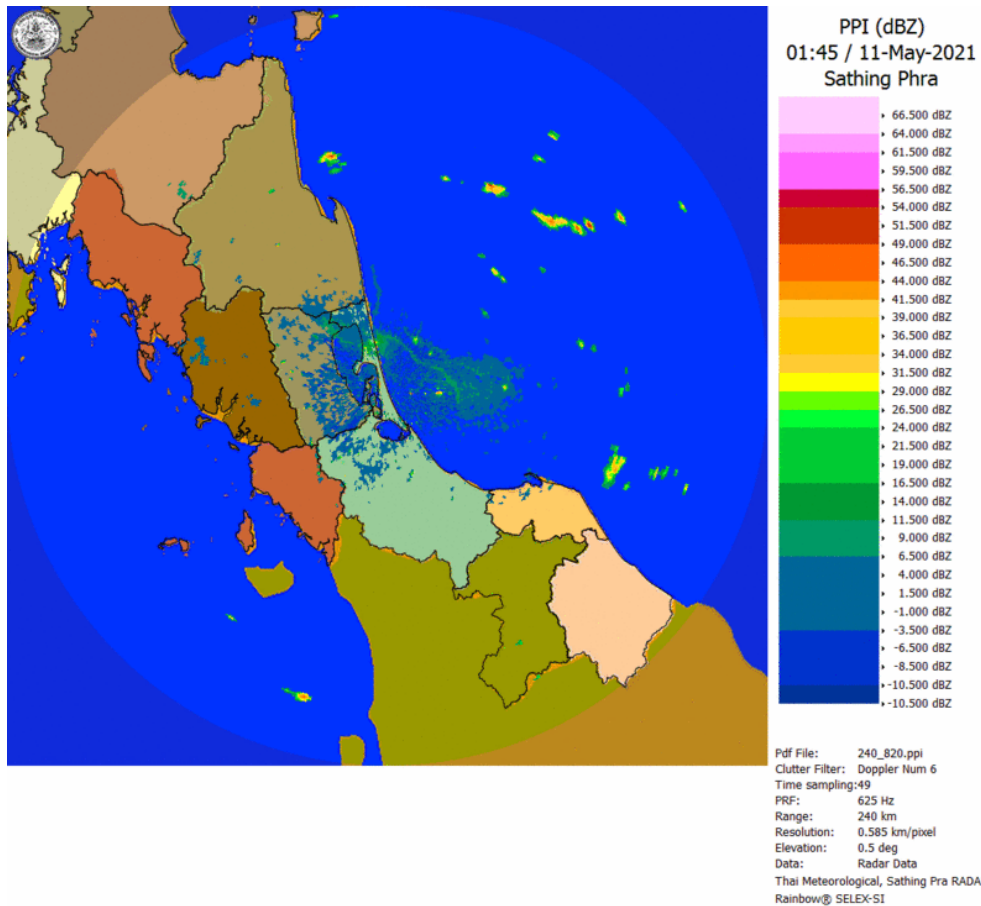 PPI (dBZ)
01:45 / 11-May-2021
Sathing Phra
66.500 dBZ
64.000 dBZ
61.500 dBZ
59.500 dBZ
56.500 dBZ
54.000 dBZ
51.500 dBZ
49.000 dBZ
46.500 dBZ
44.000 dBZ
41.500 dBZ
39.000 dBZ
36.500 dBZ
34.000 dBZ
31.500 dBZ
29.000 dBZ
26.500 dBZ
24.000 dBZ
21.500 dBZ
19.000 dBZ
16.500 dBZ
14.000 dBZ
11.500 dBZ
9.000 dBZ
6.500 dBZ
4.000 dBZ
1.500 dBZ
-1.000 dBZ
-3.500 dBZ
-6.500 dBZ
-8.500 dBZ
-10.500 dBZ
-10.500 dBZ
Pdf File: 240_820.ppi
Clutter Filter: Doppler Num 6
Time sampling:49
PRF: 625 Hz
Range: 240 km
Resolution: 0.585 km/pixel
Elevation: 0.5 deg
Data: Radar Data
Thai Meteorological, Sathing Pra RADA
Rainbow® SELEX-SI